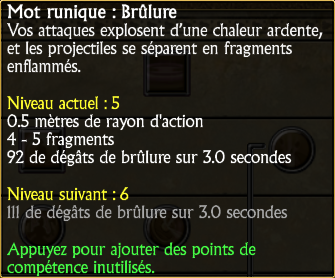 Mot runique : Brûlure
Vos attaques explosent d'une chaleur ardente,
et les projectiles se séparent en fragments
enflammés.
Niveau actuel : 5
0.5 mètres de rayon d'action
4 - 5 fragments
92 de dégâts de brûlure sur 3.0 secondes
Niveau suivant : 6
111 de dégâts de brûlure sur 3.0 secondes
Appuyez pour ajouter des points de
compétence inutilisés.